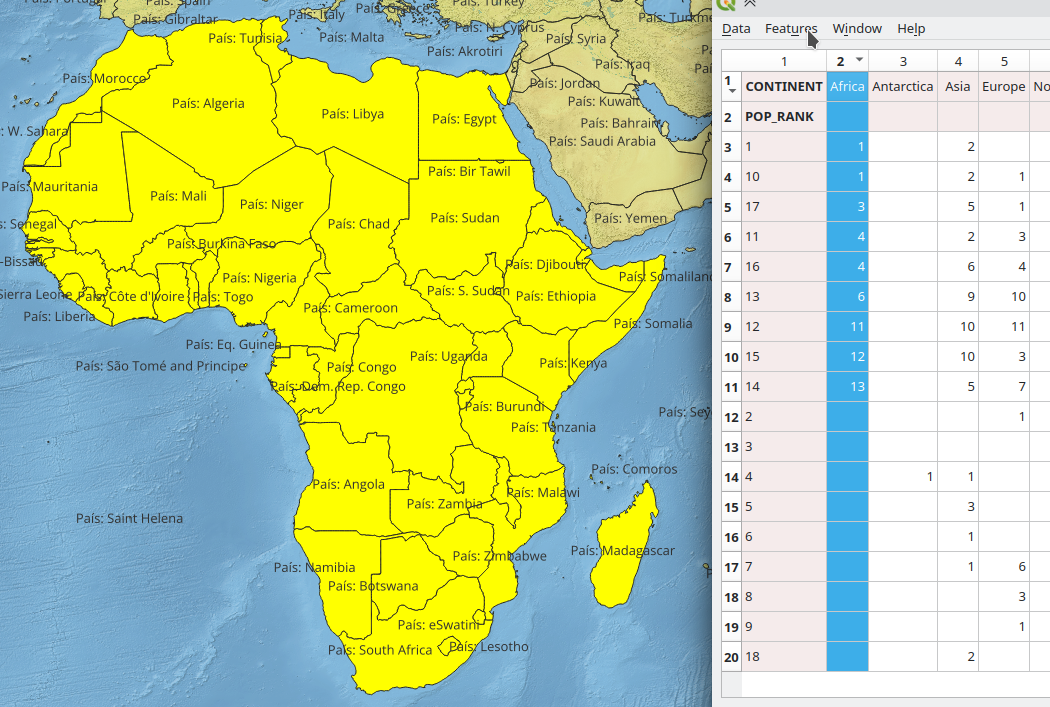 País: Spain
País: Gibraltar
País: Italy
País: Greece
País: Turkey
País: Turkme
País: Tunisia
País: Malta
País: N. Cyprus
País: Akrotiri
País: Syria
País: Iraq
País: Morocco
País: Jordan
País: Algeria
País: Libya
País: Egypt
País: Kuwait
País: Bahrain
País: Saudi Arabia
: W. Sahara
País: Mauritania
País: Mali
País: Niger
País: Chad
País: Bir Tawil
País: Sudan
País: Yemen
s: Senegal
País: Burkina Faso
-Bissau
País: Nigeria
País: Djibouti
País: Somaliland
Sierra Leone
País: Côte d'Ivoire
País: Togo
País: Cameroon
País: S. Sudan
País: Ethiopia
País: Liberia
País: Somalia
País: Eq. Guinea
País: São Tomé and Principe
País: Congo
País: Uganda
País: Kenya
País: Dem. Rep. Congo
País: Burundi
País: Tanzania
País: Sey
País: Comoros
País: Angola
País: Zambia
País: Malawi
País: Saint Helena
País: Madagascar
País: Zimbabwe
País: Namibia
País: Botswana
País: eSwatini
País: South Africa
País: Lesotho
Data Features Window Help
1 2 3 4 5
1 CONTINENT Africa Antarctica Asia Europe No
2 POP_RANK
3 1 1 2
4 10 1 2 1
5 17 3 5 1
6 11 4 2 3
7 16 4 6 4
8 13 6 9 10
9 12 11 10 11
10 15 12 10 3
11 14 13 5 7
12 2 1
13 3
14 4 1 1
15 5 3
16 6 1
17 7 1 6
18 8 3
19 9 1
20 18 2